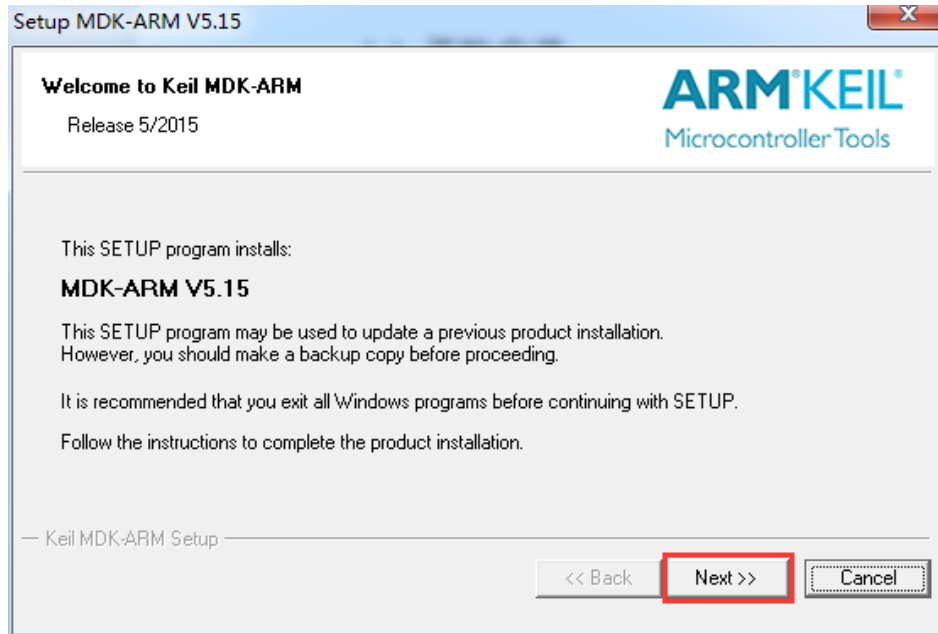 Setup MDK-ARM V5.15
Welcome to Keil MDK-ARM
Release 5/2015
ARM®KEIL®
Microcontroller Tools
This SETUP program installs:
MDK-ARM V5.15
This SETUP program may be used to update a previous product installation.
However, you should make a backup copy before proceeding.
It is recommended that you exit all Windows programs before continuing with SETUP.
Follow the instructions to complete the product installation.
Keil MDK-ARM Setup
<< Back
Next >>
Cancel